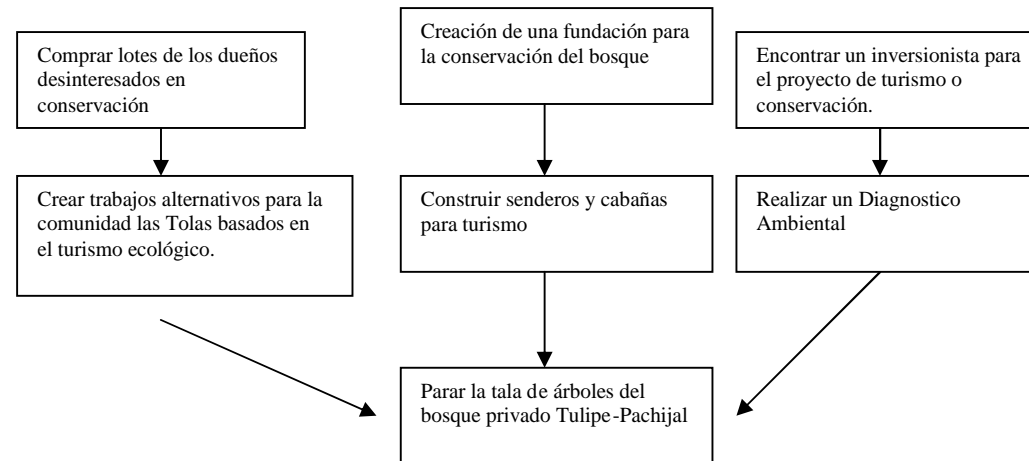 Comprar lotes de los dueños
desinteresados en
conservación
Creación de una fundación para
la conservación del bosque
Encontrar un inversionista para
el proyecto de turismo o
conservación.
Crear trabajos alternativos para la
comunidad las Tolas basados en
el turismo ecológico.
Construir senderos y cabañas
para turismo
Realizar un Diagnostico
Ambiental
Parar la tala de árboles del
bosque privado Tulipe-Pachijal